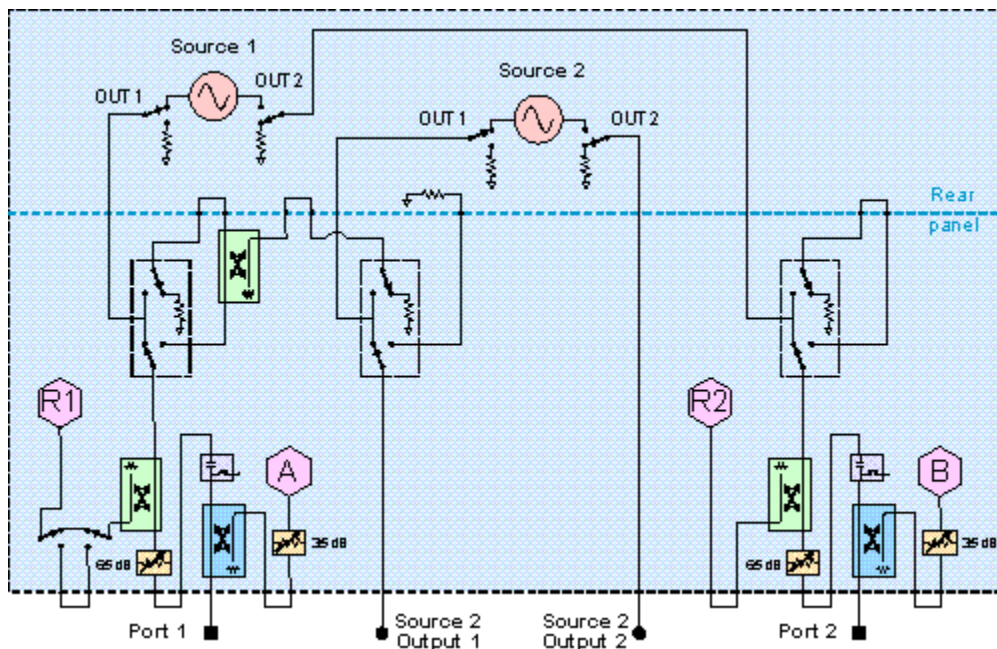 Source 1
OUT 1
OUT 2
Source 2
OUT 1
OUT 2
Rear
panel
R1
R2
A
B
65 dB
35 dB
65 dB
35 dB
Port 1
Source 2
Output 1
Source 2
Output 2
Port 2